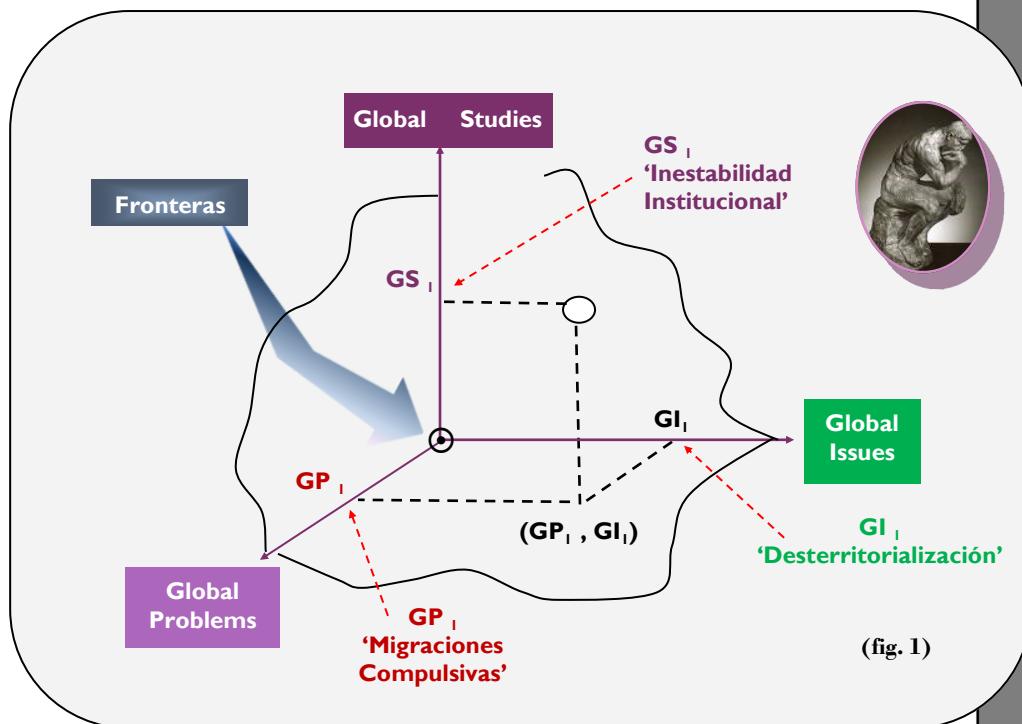 Global Studies
GS I
‘Inestabilidad
Institucional’
Fronteras
GS I
GI I
Global
Issues
GP I
(GP I , GI I)
GI I
‘Desterritorialización’
Global
Problems
GP I
‘Migraciones
Compulsivas’
(fig. 1)